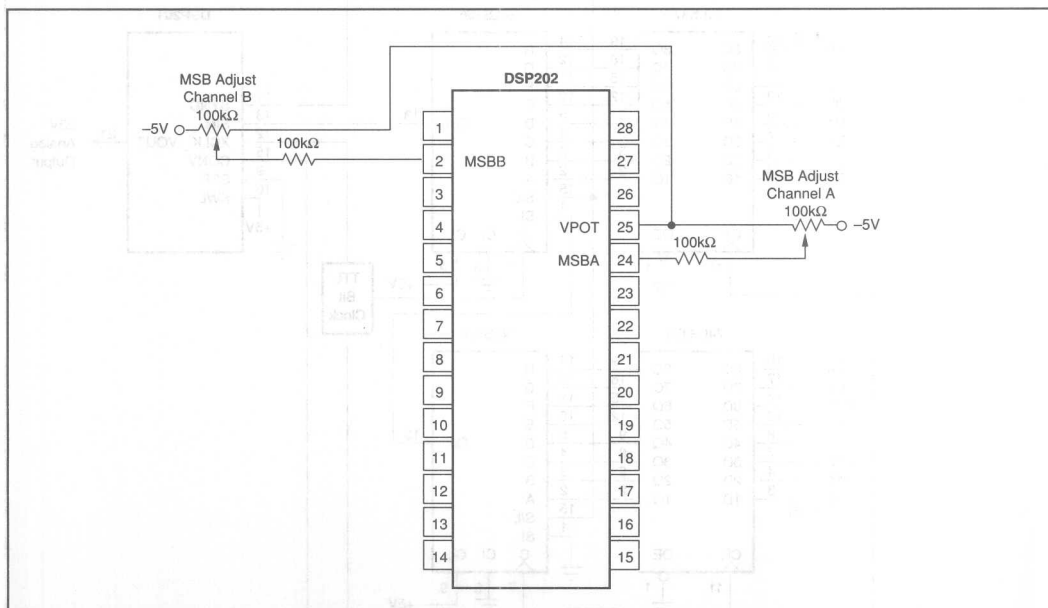 DSP202
MSB Adjust
Channel B
100kΩ
–5V
100kΩ
MSBB
VPOT
MSBA
MSB Adjust
Channel A
100kΩ
–5V
100kΩ
1
2
3
4
5
6
7
8
9
10
11
12
13
14
28
27
26
25
24
23
22
21
20
19
18
17
16
15